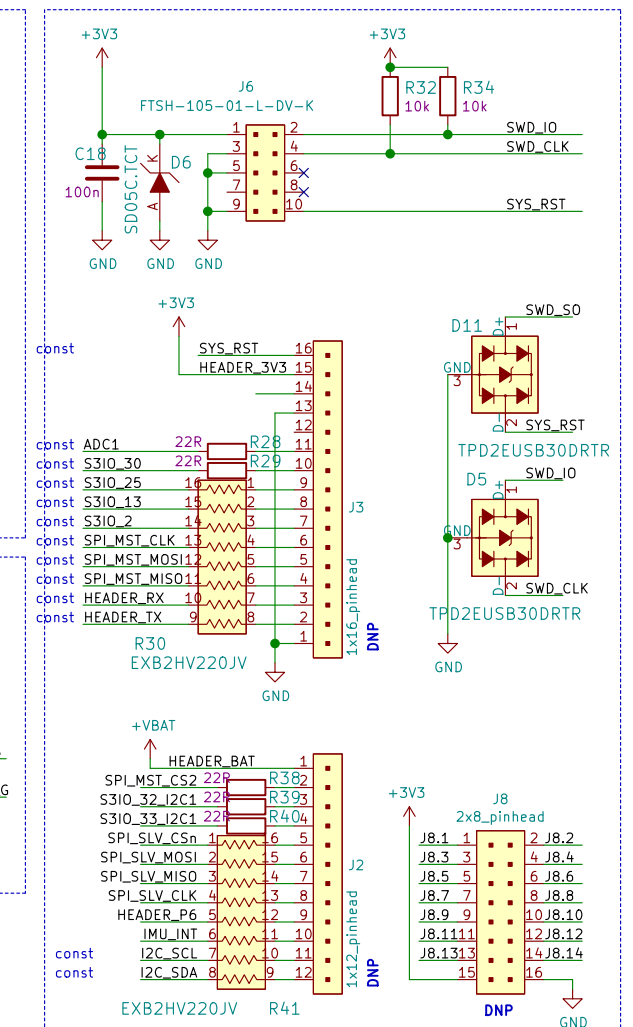 +3V3
+3V3
J6
FTSH-105-01-L-DV-K
R32
R34
10k
10k
1
2
SWD_IO
3
4
SWD_CLK
5
6
7
8
9
10
SYS_RST
C18
100n
SD05C.TCT
K
A
D6
GND
GND
GND
+3V3
const
SYS_RST
16
HEADER_3V3
15
14
13
12
const
ADC1
22R
R28
11
const
S3IO_30
22R
R29
10
const
S3IO_25
16
1
9
const
S3IO_13
15
2
8
J3
const
S3IO_2
14
3
7
const
SPI_MST_CLK
13
4
6
const
SPI_MST_MOSI
12
5
5
const
SPI_MST_MISO
11
6
4
const
HEADER_RX
10
7
3
const
HEADER_TX
9
8
2
1
1x16_pinhead
DNP
R30
EXB2HV220JV
GND
SWD_SO
D11
D+
1
GND
3
D-
2
SYS_RST
TPD2EUSB30DRTR
SWD_IO
D5
D+
1
GND
3
D-
2
SWD_CLK
TPD2EUSB30DRTR
GND
+VBAT
HEADER_BAT
1
SPI_MST_CS2
22R
R38
2
S3IO_32_I2C1
22R
R39
3
S3IO_33_I2C1
22R
R40
4
SPI_SLV_CSn
1
16
5
SPI_SLV_MOSI
2
15
6
J2
SPI_SLV_MISO
3
14
7
SPI_SLV_CLK
4
13
8
HEADER_P6
5
12
9
IMU_INT
6
11
10
const
I2C_SCL
7
10
11
const
I2C_SDA
8
9
12
1x12_pinhead
DNP
EXB2HV220JV
R41
+3V3
J8
2x8_pinhead
J8.1
1
2
J8.2
J8.3
3
4
J8.4
J8.5
5
6
J8.6
J8.7
7
8
J8.8
J8.9
9
10
J8.10
J8.11
11
12
J8.12
J8.13
13
14
J8.14
15
16
DNP
GND
G